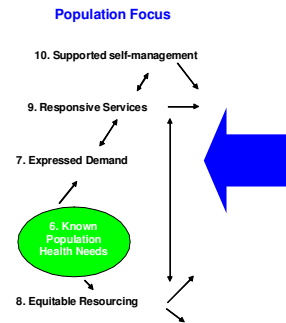 Population Focus
10. Supported self-management
9. Responsive Services
7. Expressed Demand
6. Known
Population
Health Needs
8. Equitable Resourcing